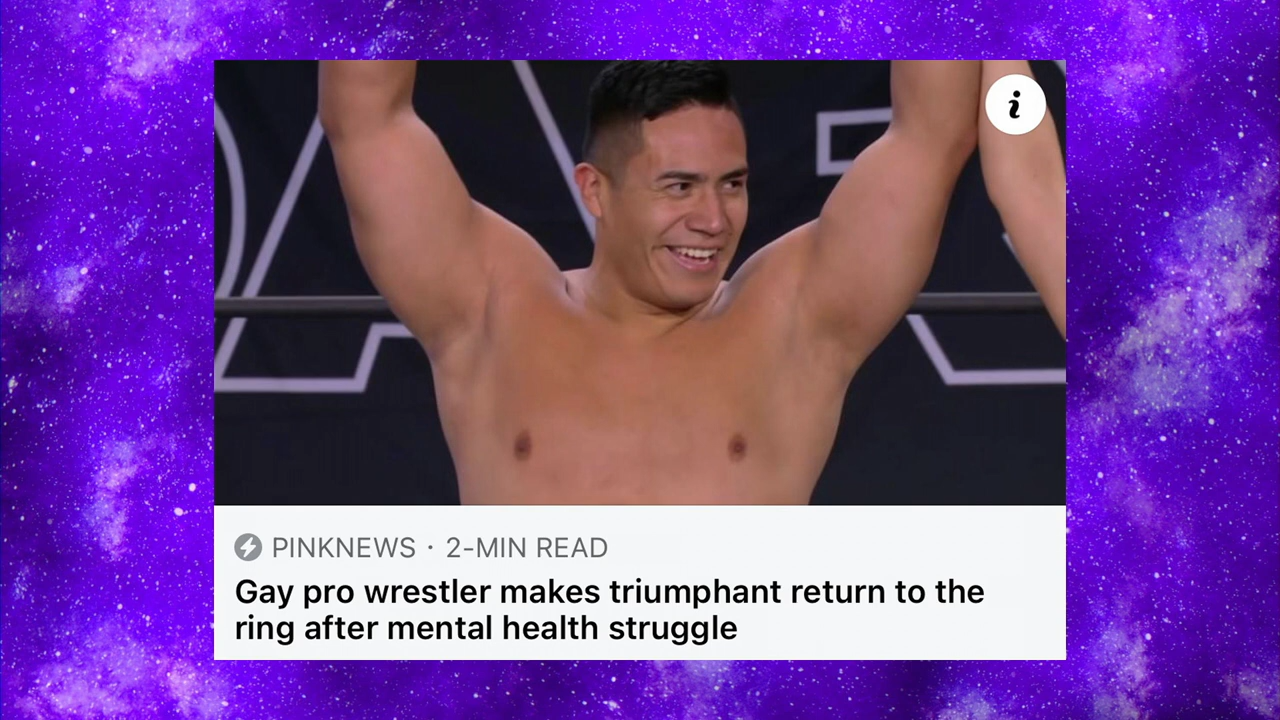 PINKNEWS · 2-MIN READ
Gay pro wrestler makes triumphant return to the
ring after mental health struggle